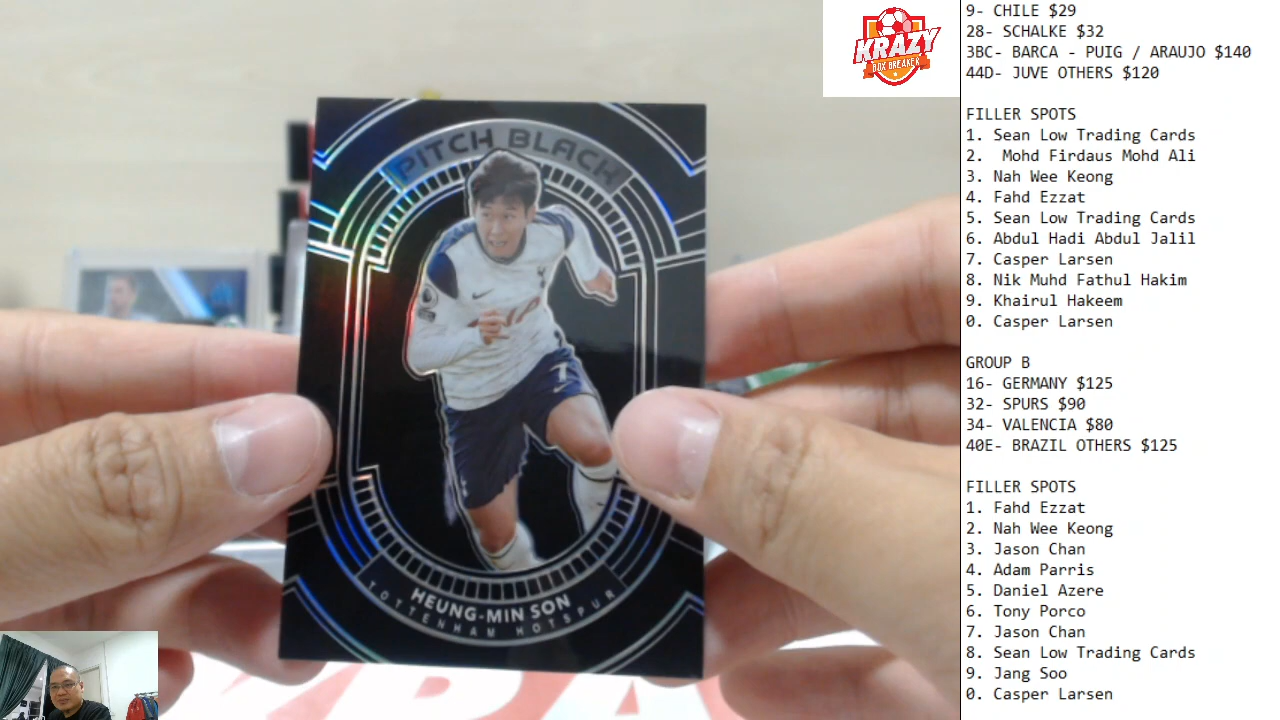 9- CHILE $29
28- SCHALKE $32
3BC- BARCA - PUIG / ARAUJO $140
44D- JUVE OTHERS $120
FILLER SPOTS
1. Sean Low Trading Cards
2.  Mohd Firdaus Mohd Ali
3. Nah Wee Keong
4. Fahd Ezzat
5. Sean Low Trading Cards
6. Abdul Hadi Abdul Jalil
7. Casper Larsen
8. Nik Muhd Fathul Hakim
9. Khairul Hakeem
0. Casper Larsen
GROUP B
16- GERMANY $125
32- SPURS $90
34- VALENCIA $80
40E- BRAZIL OTHERS $125
FILLER SPOTS
1. Fahd Ezzat
2. Nah Wee Keong
3. Jason Chan
4. Adam Parris
5. Daniel Azere
6. Tony Porco
7. Jason Chan
8. Sean Low Trading Cards
9. Jang Soo
0. Casper Larsen
KRAZY
BOX BREAKER
PITCH BLACK
7
HEUNG-MIN SON
TOTTENHAM HOTSPUR